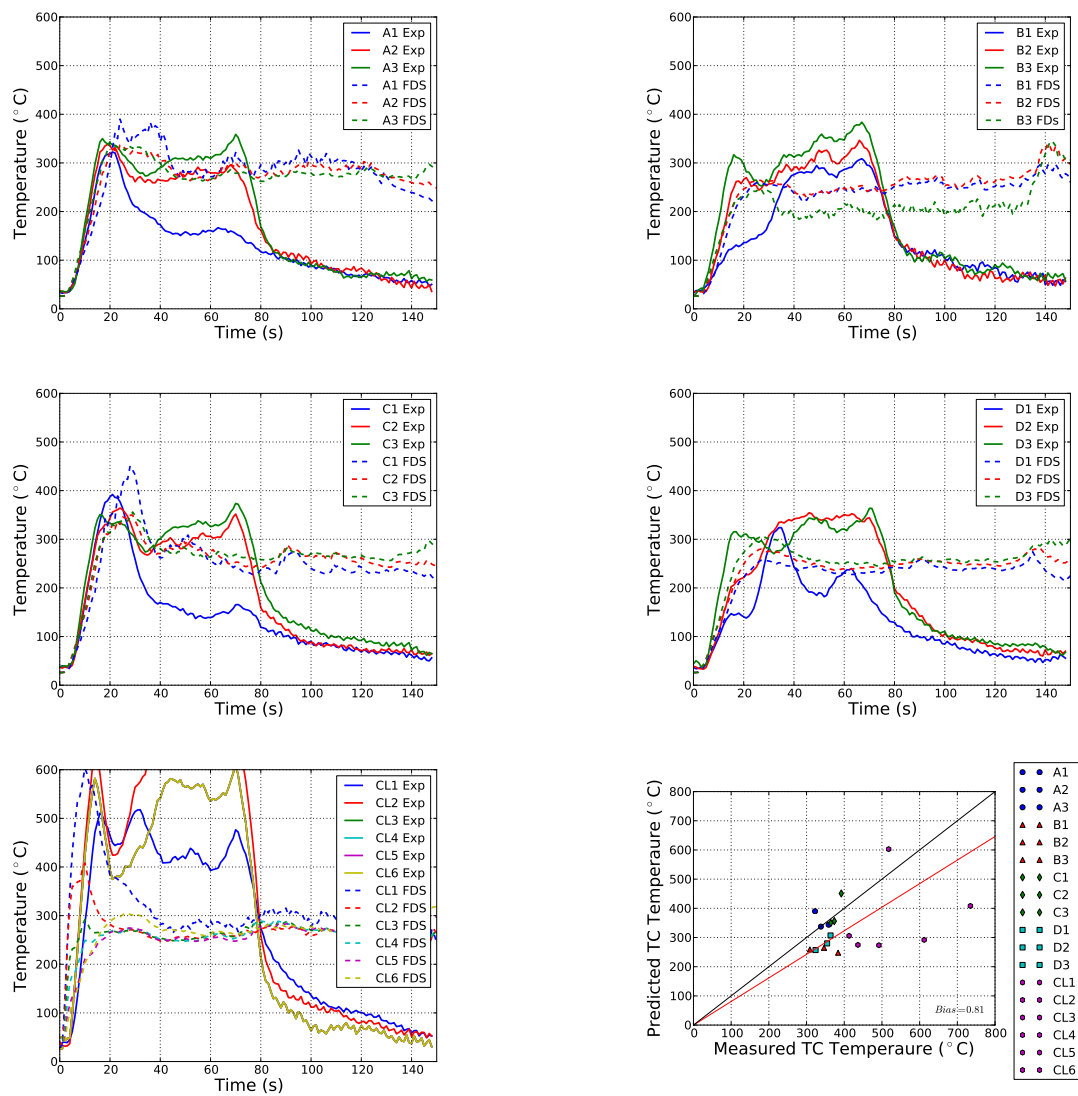 600
500
400
300
200
100
0
0 20 40 60 80 100 120 140
Time (s)
Temperature (°C)
A1 Exp
A2 Exp
A3 Exp
A1 FDS
A2 FDS
A3 FDS
600
500
400
300
200
100
0
0 20 40 60 80 100 120 140
Time (s)
Temperature (°C)
B1 Exp
B2 Exp
B3 Exp
B1 FDS
B2 FDS
B3 FDs
600
500
400
300
200
100
0
0 20 40 60 80 100 120 140
Time (s)
Temperature (°C)
C1 Exp
C2 Exp
C3 Exp
C1 FDS
C2 FDS
C3 FDS
600
500
400
300
200
100
0
0 20 40 60 80 100 120 140
Time (s)
Temperature (°C)
D1 Exp
D2 Exp
D3 Exp
D1 FDS
D2 FDS
D3 FDS
600
500
400
300
200
100
0
0 20 40 60 80 100 120 140
Time (s)
Temperature (°C)
CL1 Exp
CL2 Exp
CL3 Exp
CL4 Exp
CL5 Exp
CL6 Exp
CL1 FDS
CL2 FDS
CL3 FDS
CL4 FDS
CL5 FDS
CL6 FDS
800
700
600
500
400
300
200
100
0
0 100 200 300 400 500 600 700 800
Measured TC Temperaure (°C)
Predicted TC Temperaure (°C)
Bias=0.81
A1
A2
A3
B1
B2
B3
C1
C2
C3
D1
D2
D3
CL1
CL2
CL3
CL4
CL5
CL6